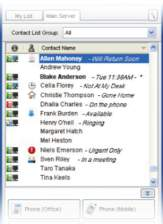 My List Main Server
Contact List Group: All
Contact Name
Allen (Mahoney - Will Return Soon
Andrew Young
Blake Anderson - Tue 11:38AM - *
Celia Florey - Not At My Desk
Christie Thompson - Gone Home
Dhalia Charles - On the phone
Frank Burden - Available
Henry O'neil - Ringing
Margaret Hatch
Mel Heston
Niels Emerson - Urgent Only
Sven Riley - In a meeting
Taro Tanaka
Tina Keels
Phone (Office) Phone (Mobile)